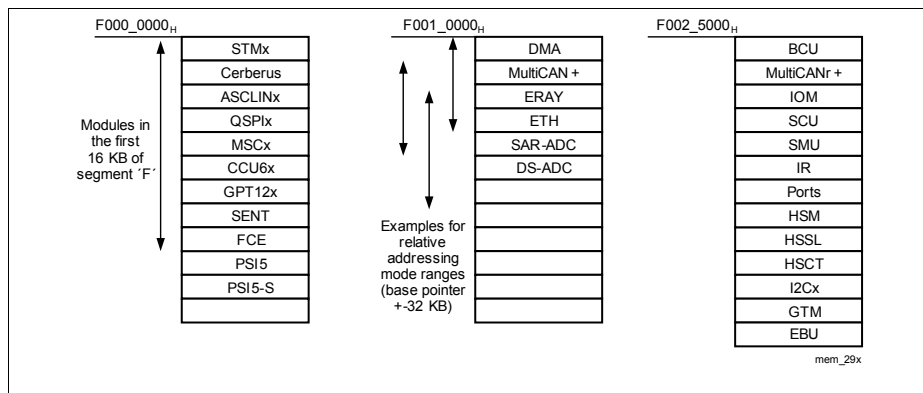 F000_0000H
STMx
Cerberus
ASCLINx
QSPIx
MSCx
CCU6x
GPT12x
SENT
FCE
PSI5
PSI5-S
Modules in
the first
16 KB of
segment ´F´
F001_0000H
DMA
MultiCAN +
ERAY
ETH
SAR-ADC
DS-ADC
Examples for
relative
addressing
mode ranges
(base pointer
+-32 KB)
F002_5000H
BCU
MultiCANr +
IOM
SCU
SMU
IR
Ports
HSM
HSSL
HSCT
I2Cx
GTM
EBU
mem_29x